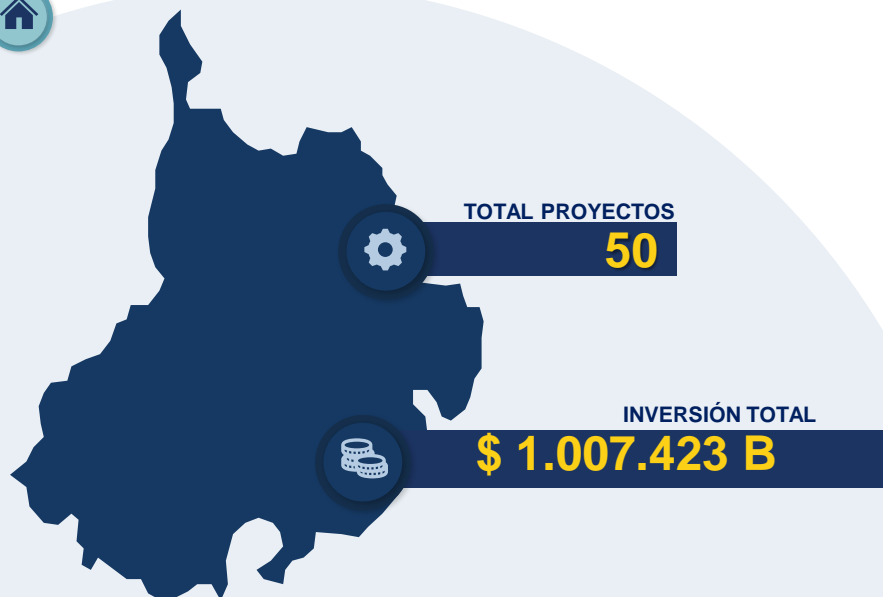 TOTAL PROYECTOS
50
INVERSIÓN TOTAL
$ 1.007.423 B